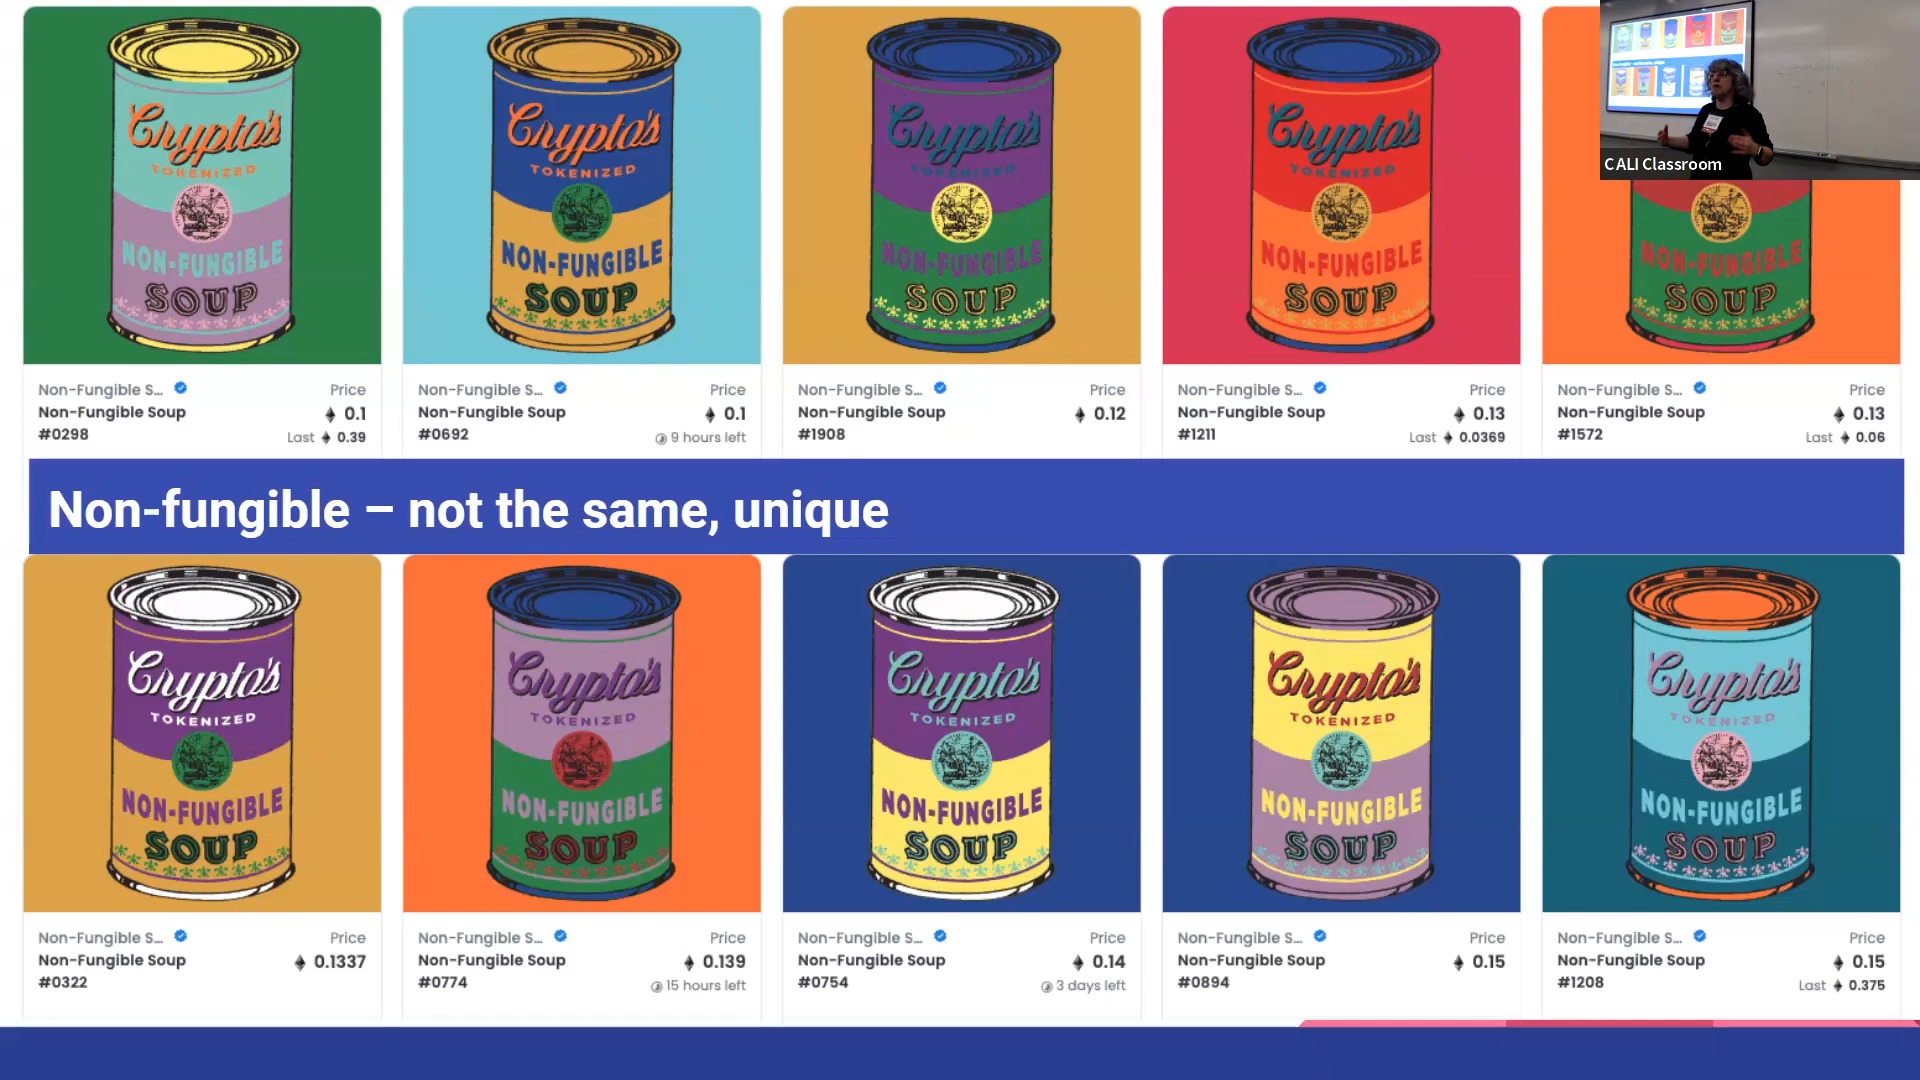 Crypto's
TOKENIZED
NON-FUNGIBLE
SOUP
Non-Fungible S...
Price
Non-Fungible Soup
0.1
#0298
Last 0.39
Crypto's
TOKENIZED
NON-FUNGIBLE
SOUP
Non-Fungible S...
Price
Non-Fungible Soup
0.1
#0692
9 hours left
Crypto's
TOKENIZED
NON-FUNGIBLE
SOUP
Non-Fungible S...
Price
Non-Fungible Soup
0.12
#1908
Crypto's
TOKENIZED
NON-FUNGIBLE
SOUP
Non-Fungible S...
Price
Non-Fungible Soup
0.13
#1211
Last 0.0369
CALI Classroom
NON-FUNGIBLE
SOUP
Non-Fungible S...
Price
Non-Fungible Soup
0.13
#1572
Last 0.06
Non-fungible – not the same, unique
Crypto's
TOKENIZED
NON-FUNGIBLE
SOUP
Non-Fungible S...
Price
Non-Fungible Soup
0.1337
#0322
Crypto's
TOKENIZED
NON-FUNGIBLE
SOUP
Non-Fungible S...
Price
Non-Fungible Soup
0.139
#0774
15 hours left
Crypto's
TOKENIZED
NON-FUNGIBLE
SOUP
Non-Fungible S...
Price
Non-Fungible Soup
0.14
#0754
3 days left
Crypto's
TOKENIZED
NON-FUNGIBLE
SOUP
Non-Fungible S...
Price
Non-Fungible Soup
0.15
#0894
Crypto's
TOKENIZED
NON-FUNGIBLE
SOUP
Non-Fungible S...
Price
Non-Fungible Soup
0.15
#1208
Last 0.375